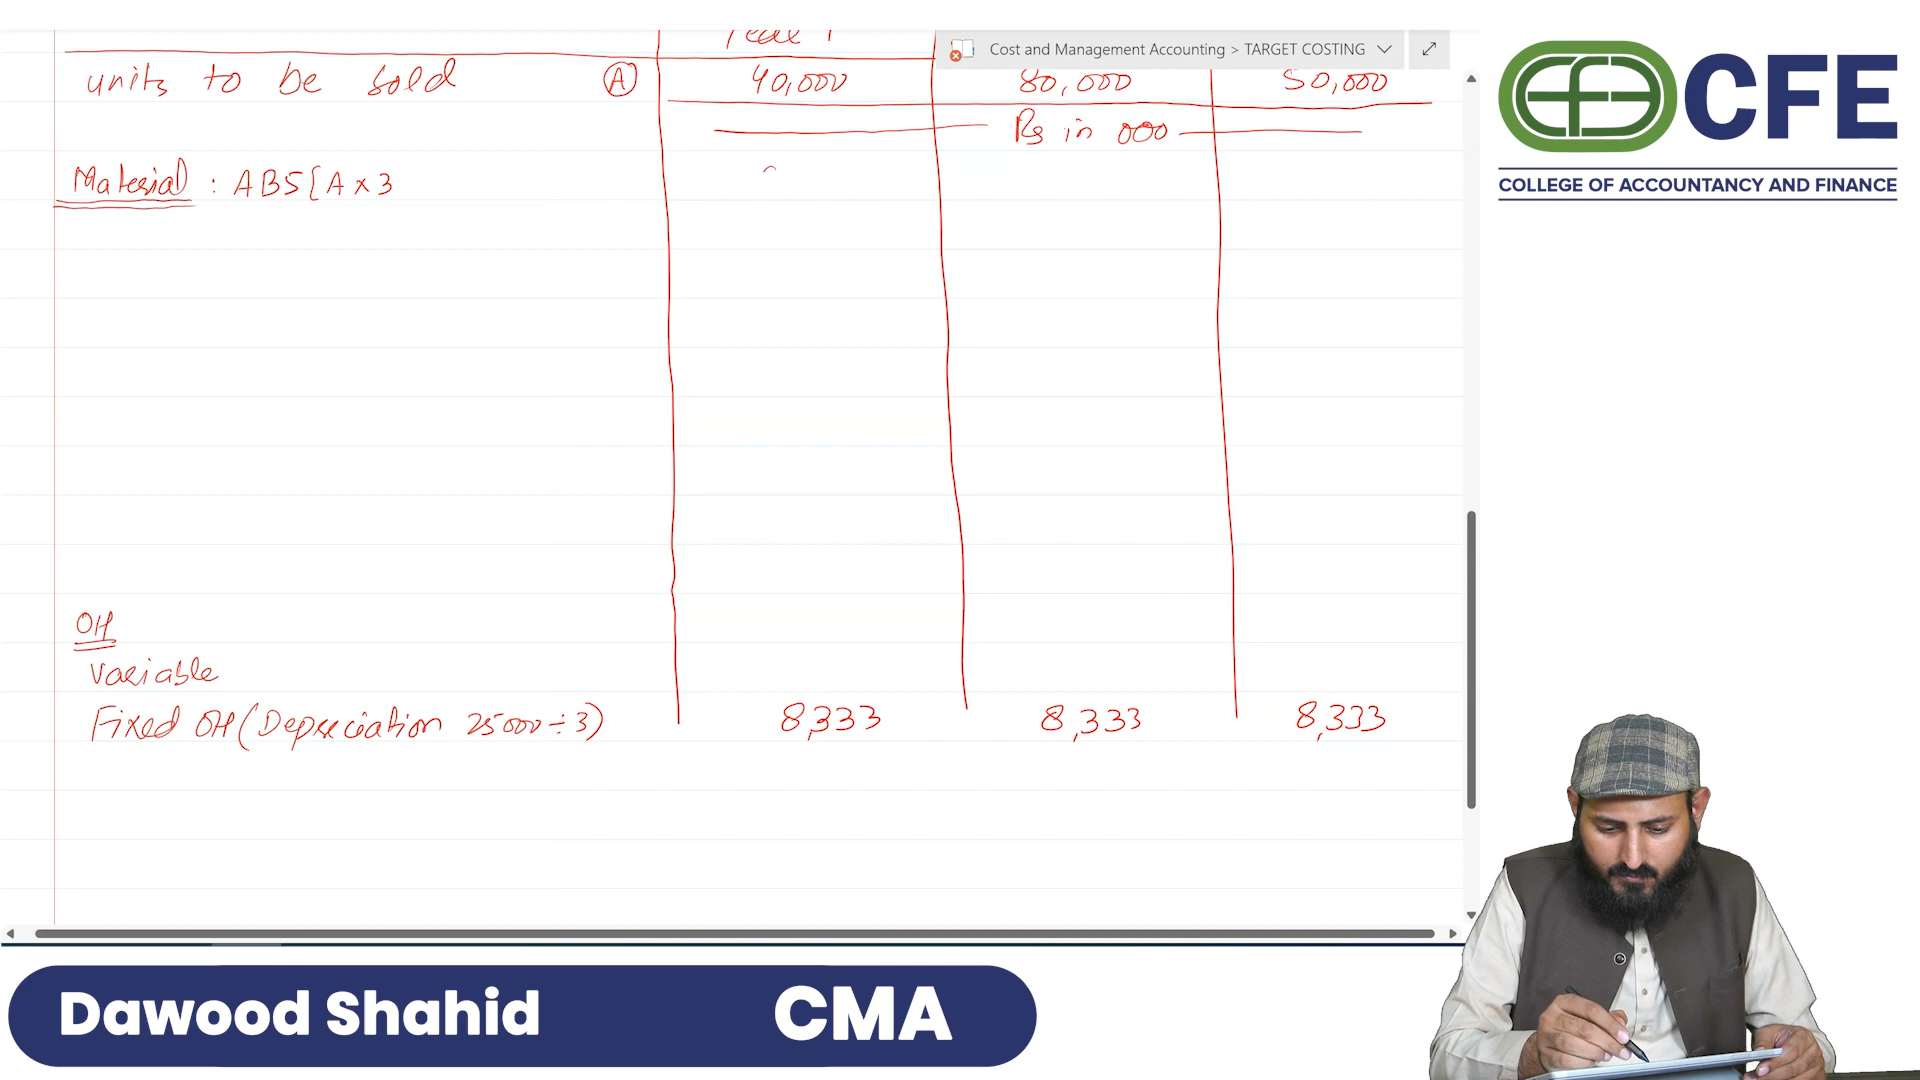 Year 1
Cost and Management Accounting > TARGET COSTING
units to be sold (A) 40,000 80,000 50,000
Rs in 000
Material : ABS[A x 3
OH
Variable
Fixed OH (Depreciation 25000 ÷ 3) 8,333 8,333 8,333
CFE
COLLEGE OF ACCOUNTANCY AND FINANCE
Dawood Shahid CMA